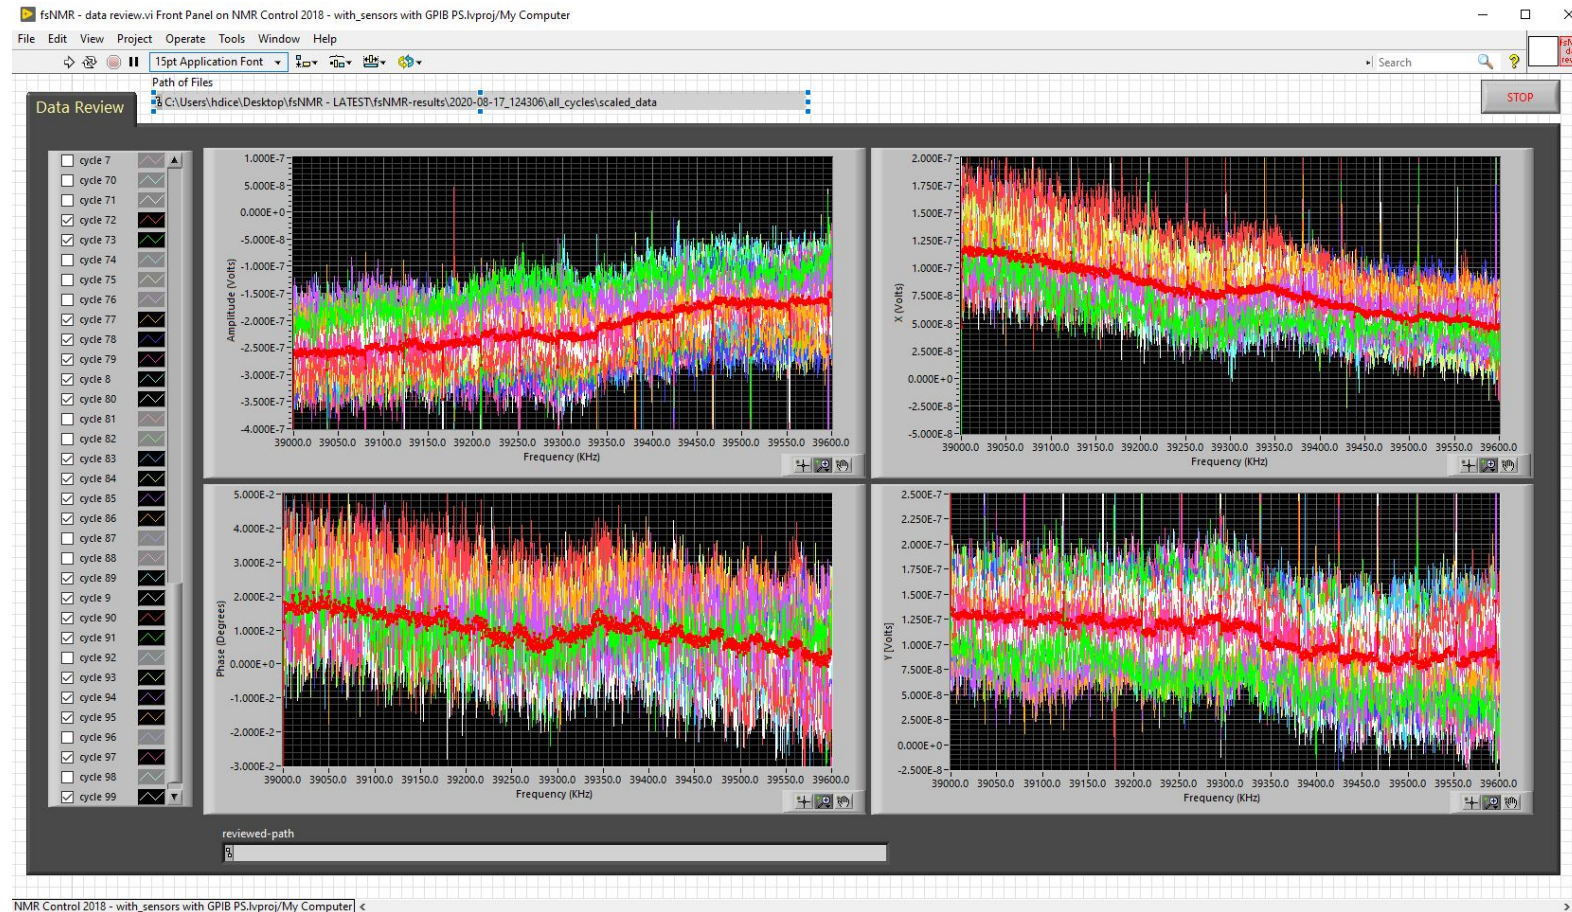 fsNMR - data review.vi Front Panel on NMR Control 2018 - with_sensors with GPIB PS.lvproj/My Computer
File Edit View Project Operate Tools Window Help
15pt Application Font
Search
Path of Files
C:\Users\hdice\Desktop\fsNMR - LATEST\fsNMR-results\2020-08-17_124306\all_cycles\scaled_data
STOP
Data Review
cycle 7
cycle 70
cycle 71
cycle 72
cycle 73
cycle 74
cycle 75
cycle 76
cycle 77
cycle 78
cycle 79
cycle 8
cycle 80
cycle 81
cycle 82
cycle 83
cycle 84
cycle 85
cycle 86
cycle 87
cycle 88
cycle 89
cycle 9
cycle 90
cycle 91
cycle 92
cycle 93
cycle 94
cycle 95
cycle 96
cycle 97
cycle 98
cycle 99
Amplitude (Volts)
1.000E-7
5.000E-8
0.000E+0
-5.000E-8
-1.000E-7
-1.500E-7
-2.000E-7
-2.500E-7
-3.000E-7
-3.500E-7
-4.000E-7
39000.0 39050.0 39100.0 39150.0 39200.0 39250.0 39300.0 39350.0 39400.0 39450.0 39500.0 39550.0 39600.0
Frequency (KHz)
X (Volts)
2.000E-7
1.750E-7
1.500E-7
1.250E-7
1.000E-7
7.500E-8
5.000E-8
2.500E-8
0.000E+0
-2.500E-8
-5.000E-8
39000.0 39050.0 39100.0 39150.0 39200.0 39250.0 39300.0 39350.0 39400.0 39450.0 39500.0 39550.0 39600.0
Frequency (KHz)
Phase (Degrees)
5.000E-2
4.000E-2
3.000E-2
2.000E-2
1.000E-2
0.000E+0
-1.000E-2
-2.000E-2
-3.000E-2
39000.0 39050.0 39100.0 39150.0 39200.0 39250.0 39300.0 39350.0 39400.0 39450.0 39500.0 39550.0 39600.0
Frequency (KHz)
Y [Volts]
2.500E-7
2.250E-7
2.000E-7
1.750E-7
1.500E-7
1.250E-7
1.000E-7
7.500E-8
5.000E-8
2.500E-8
0.000E+0
-2.500E-8
39000.0 39050.0 39100.0 39150.0 39200.0 39250.0 39300.0 39350.0 39400.0 39450.0 39500.0 39550.0 39600.0
Frequency (KHz)
reviewed-path
NMR Control 2018 - with_sensors with GPIB PS.lvproj/My Computer